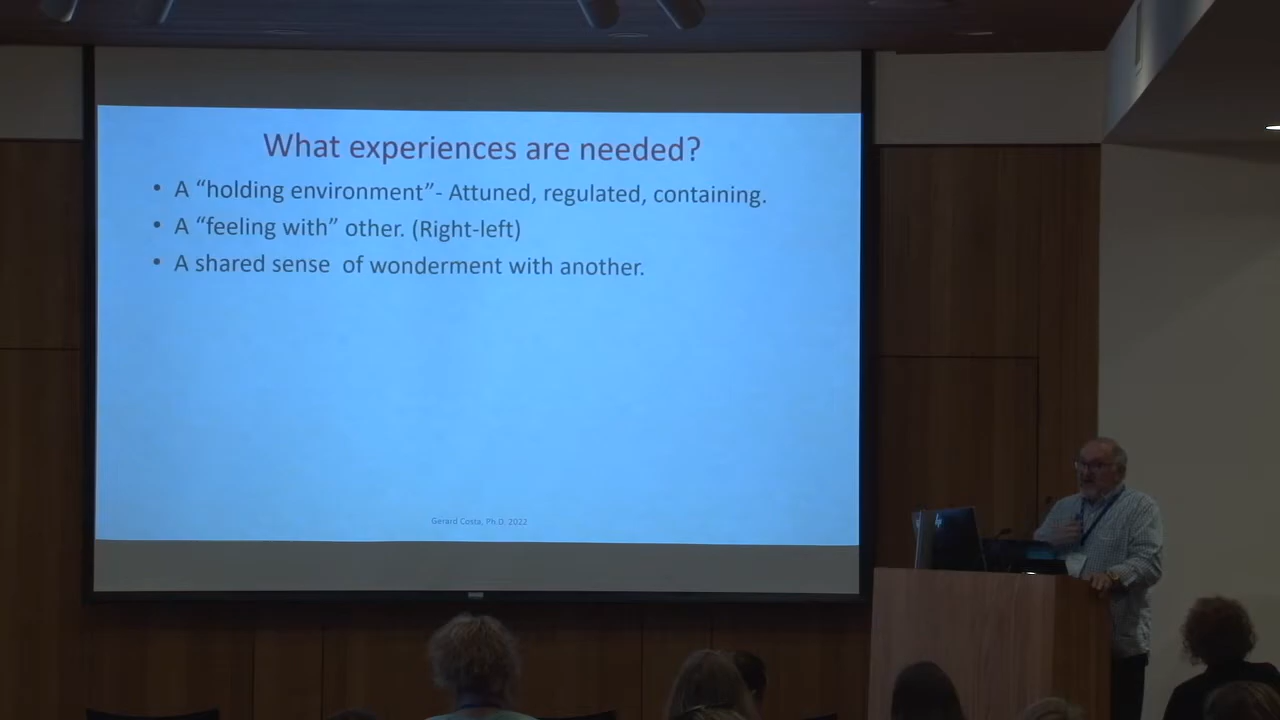 What experiences are needed?
• A “holding environment”- Attuned, regulated, containing.
• A “feeling with” other. (Right-left)
• A shared sense of wonderment with another.
Gerard Costa, Ph.D. 2022